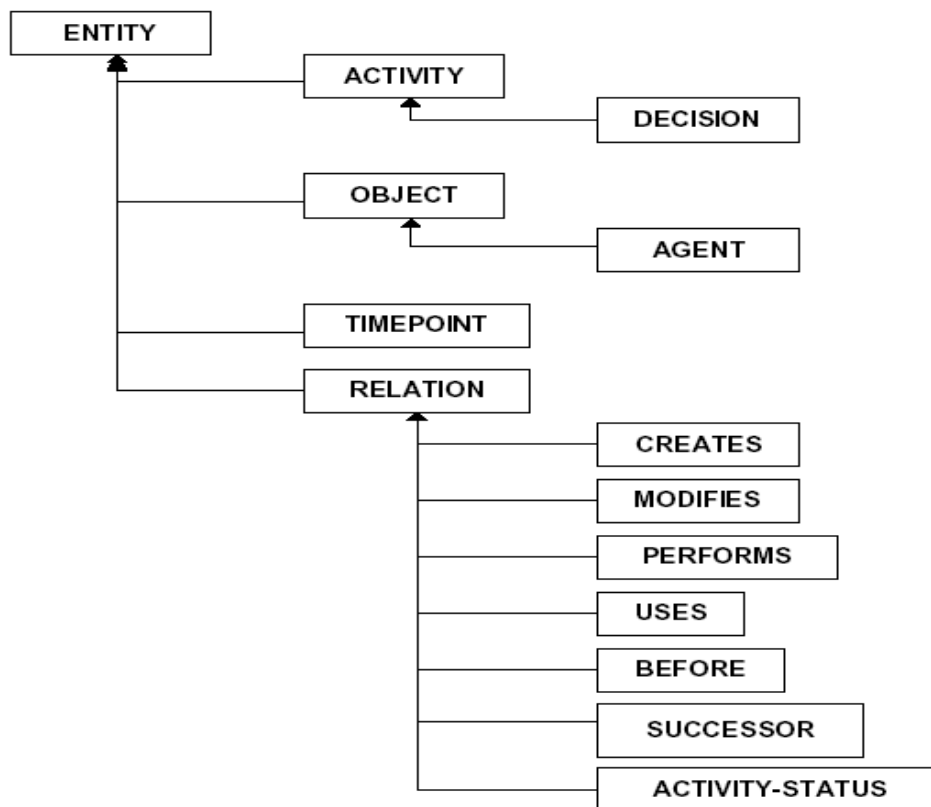 ENTITY
ACTIVITY
DECISION
OBJECT
AGENT
TIMEPOINT
RELATION
CREATES
MODIFIES
PERFORMS
USES
BEFORE
SUCCESSOR
ACTIVITY-STATUS